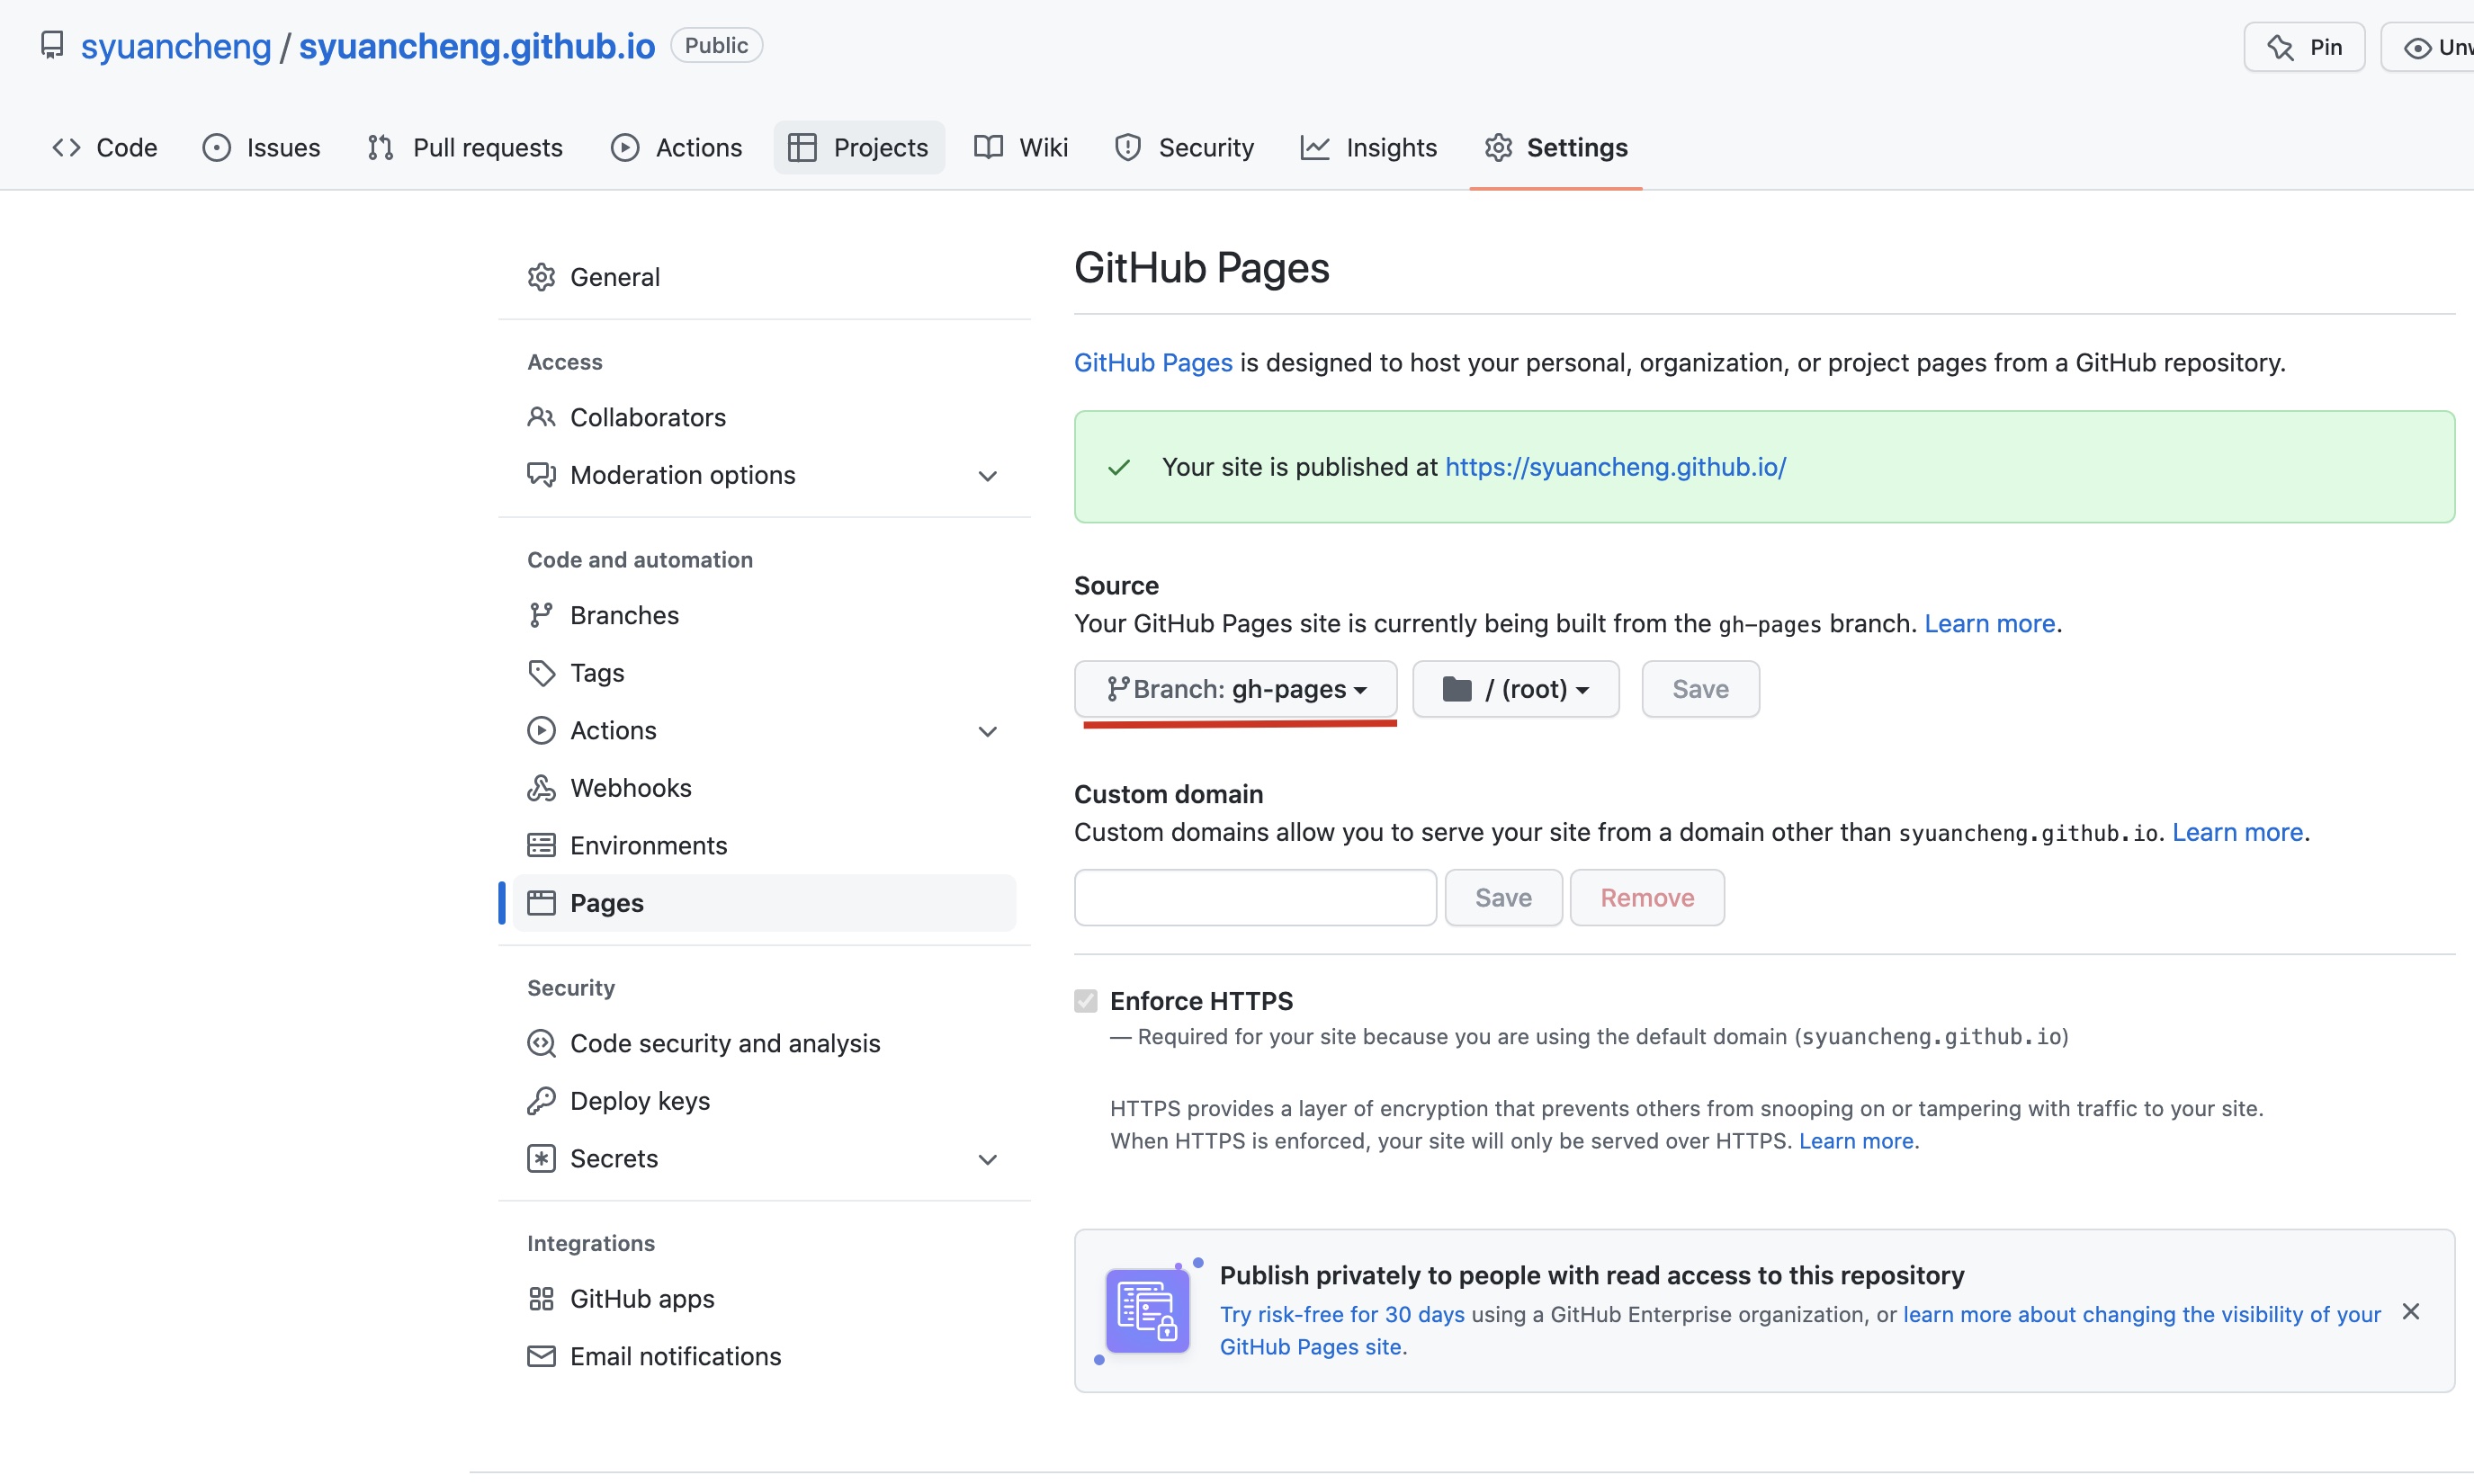 syuancheng / syuancheng.github.io Public
Pin
Code Issues Pull requests Actions Projects Wiki Security Insights Settings
General
Access
Collaborators
Moderation options
Code and automation
Branches
Tags
Actions
Webhooks
Environments
Pages
Security
Code security and analysis
Deploy keys
Secrets
Integrations
GitHub apps
Email notifications
GitHub Pages
GitHub Pages is designed to host your personal, organization, or project pages from a GitHub repository.
Your site is published at https://syuancheng.github.io/
Source
Your GitHub Pages site is currently being built from the gh-pages branch. Learn more.
Branch: gh-pages / (root) Save
Custom domain
Custom domains allow you to serve your site from a domain other than syuancheng.github.io. Learn more.
Save Remove
Enforce HTTPS
— Required for your site because you are using the default domain (syuancheng.github.io)
HTTPS provides a layer of encryption that prevents others from snooping on or tampering with traffic to your site.
When HTTPS is enforced, your site will only be served over HTTPS. Learn more.
Publish privately to people with read access to this repository
Try risk-free for 30 days using a GitHub Enterprise organization, or learn more about changing the visibility of your
GitHub Pages site.